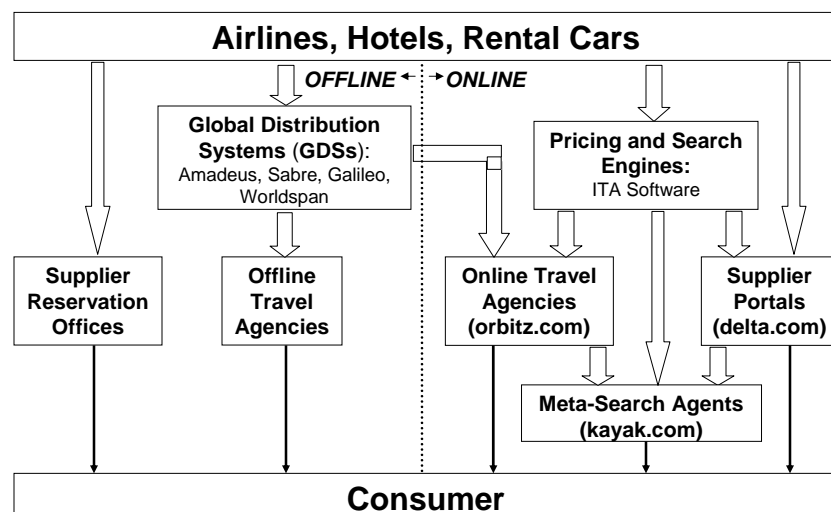 Airlines, Hotels, Rental Cars
OFFLINE
ONLINE
Global Distribution
Systems (GDSs):
Amadeus, Sabre, Galileo,
Worldspan
Pricing and Search
Engines:
ITA Software
Supplier
Reservation
Offices
Offline
Travel
Agencies
Online Travel
Agencies
(orbitz.com)
Supplier
Portals
(delta.com)
Meta-Search Agents
(kayak.com)
Consumer